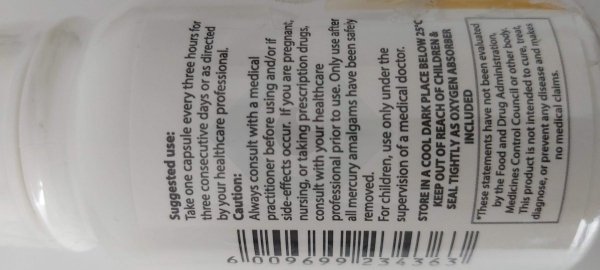 Suggested use:
Take one capsule every three hours for
three consecutive days or as directed
by your healthcare professional.
Caution:
Always consult with a medical
practitioner before using and/or if
side-effects occur. If you are pregnant,
nursing, or taking prescription drugs,
consult with your healthcare
professional prior to use. Only use after
all mercury amalgams have been safely
removed.
For children, use only under the
supervision of a medical doctor.
STORE IN A COOL DARK PLACE BELOW 25°C
KEEP OUT OF REACH OF CHILDREN &
SEAL TIGHTLY AS OXYGEN ABSORBER
INCLUDED
*These statements have not been evaluated
by the Food and Drug Administration,
Medicines Control Council or other body.
This product is not intended to cure, treat,
diagnose, or prevent any disease and makes
no medical claims.